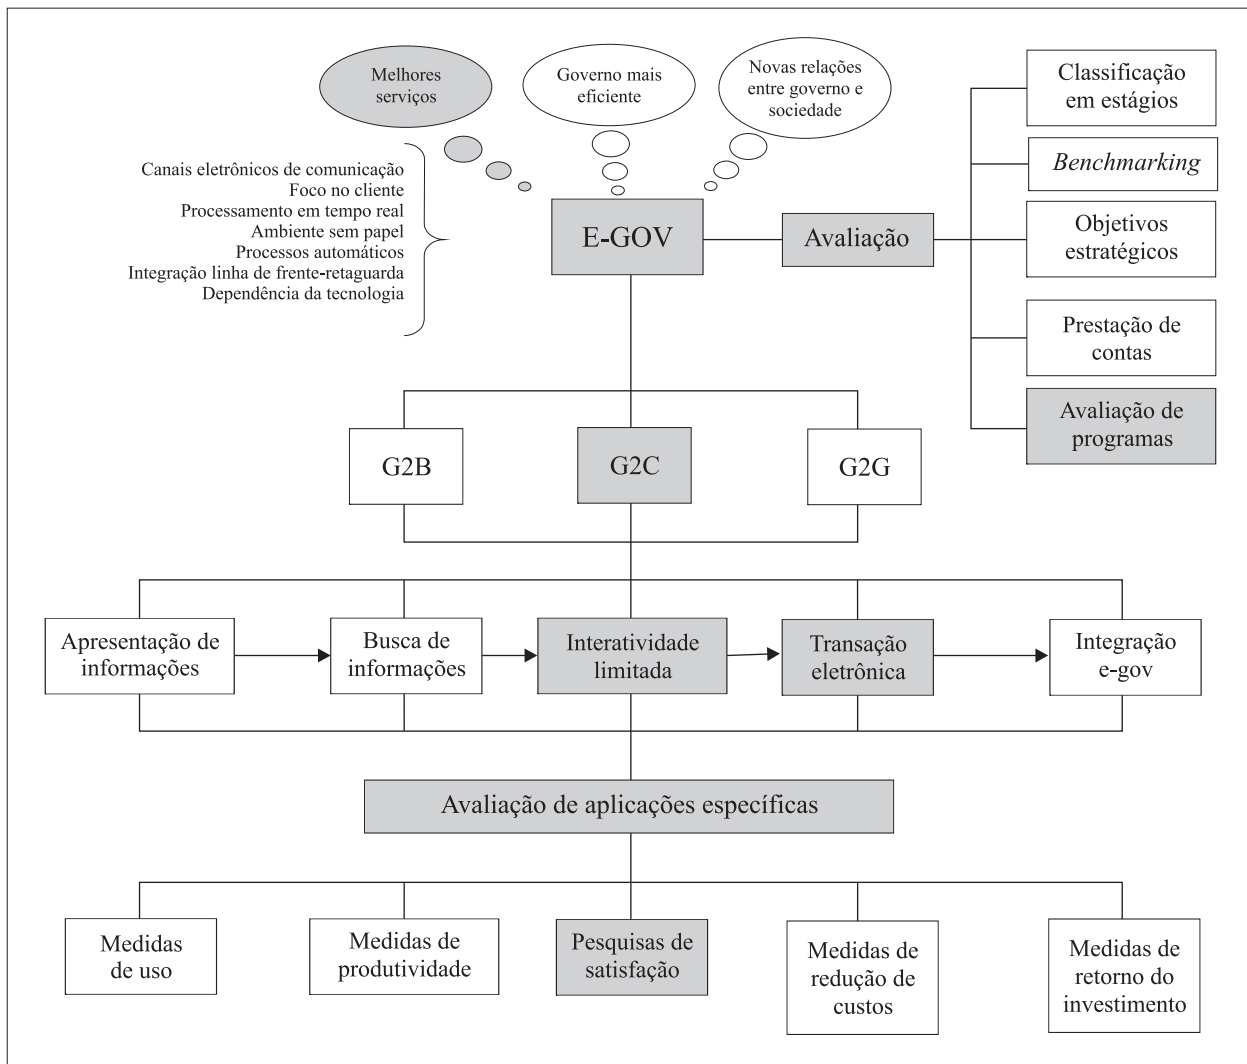 Melhores
serviços
Governo mais
eficiente
Novas relações
entre governo e
sociedade
Classificação
em estágios
Canais eletrônicos de comunicação
Foco no cliente
Processamento em tempo real
Ambiente sem papel
Processos automáticos
Integração linha de frente-retaguarda
Dependência da tecnologia
E-GOV
Avaliação
Benchmarking
Objetivos
estratégicos
Prestação de
contas
Avaliação de
programas
G2B
G2C
G2G
Apresentação de
informações
Busca de
informações
Interatividade
limitada
Transação
eletrônica
Integração
e-gov
Avaliação de aplicações específicas
Medidas
de uso
Medidas de
produtividade
Pesquisas de
satisfação
Medidas de
redução de
custos
Medidas de
retorno do
investimento